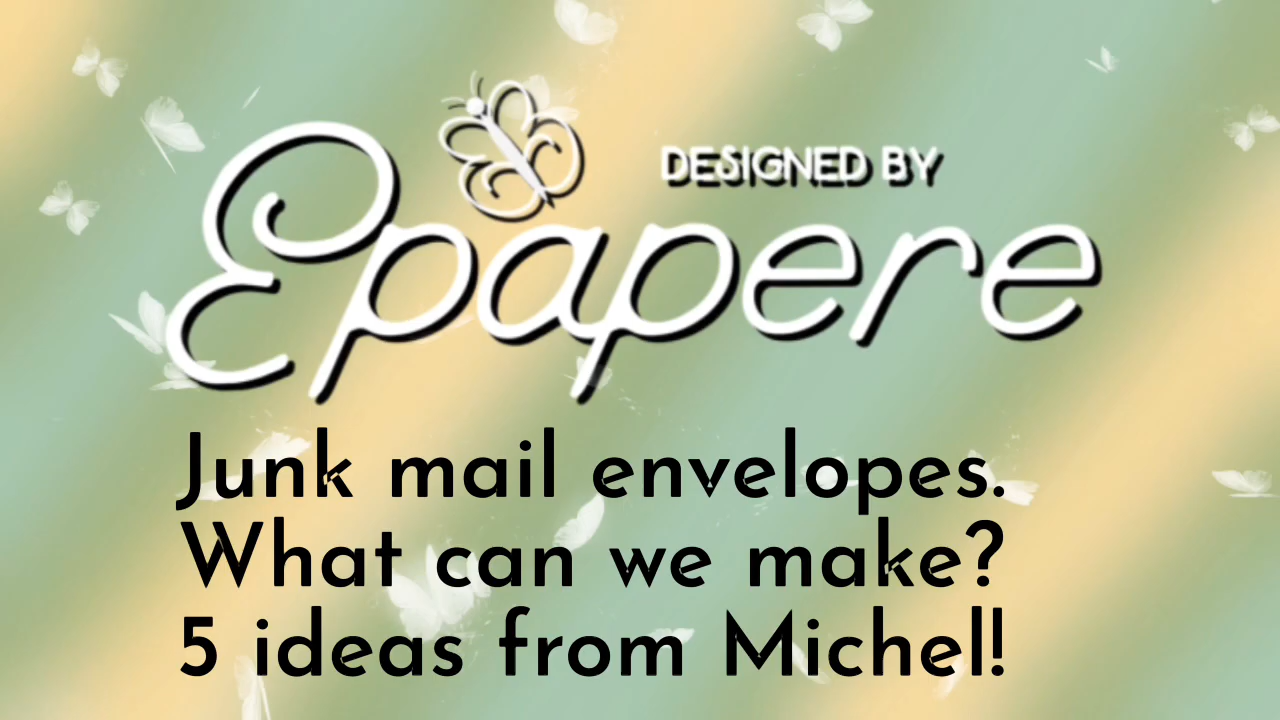 DESIGNED BY
Epapere
Junk mail envelopes.
What can we make?
5 ideas from Michel!